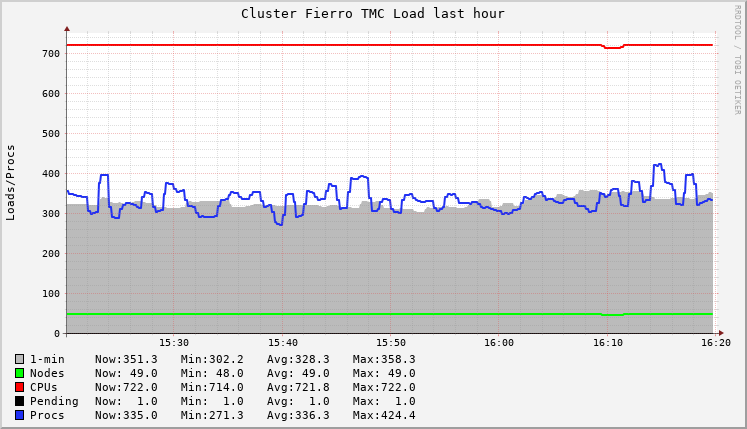 Cluster Fierro TMC Load last hour
RRDTOOL / TOBI OETIKER
Loads/Procs
700
600
500
400
300
200
100
0
15:30 15:40 15:50 16:00 16:10 16:20
1-min Now:351.3 Min:302.2 Avg:328.3 Max:358.3
Nodes Now: 49.0 Min: 48.0 Avg: 49.0 Max: 49.0
CPUs Now:722.0 Min:714.0 Avg:721.8 Max:722.0
Pending Now: 1.0 Min: 1.0 Avg: 1.0 Max: 1.0
Procs Now:335.0 Min:271.3 Avg:336.3 Max:424.4